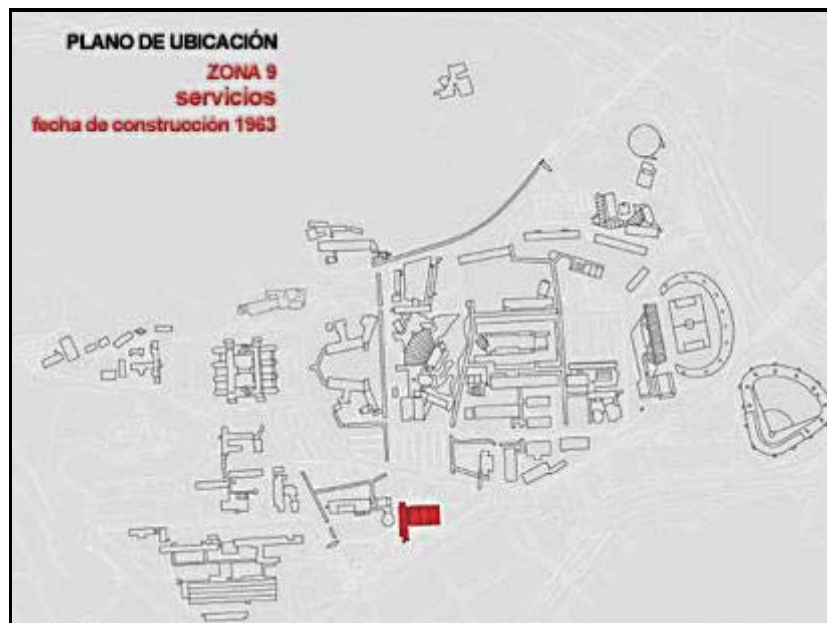 PLANO DE UBICACIÓN
ZONA 9
servicios
fecha de construcción 1963